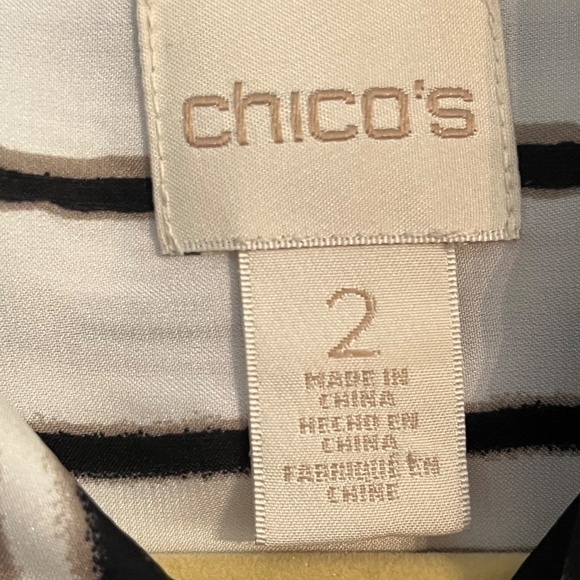 chico's
2
MADE IN
CHINA
HECHO EN
CHINA
FABRIQUÉ EN
CHINE